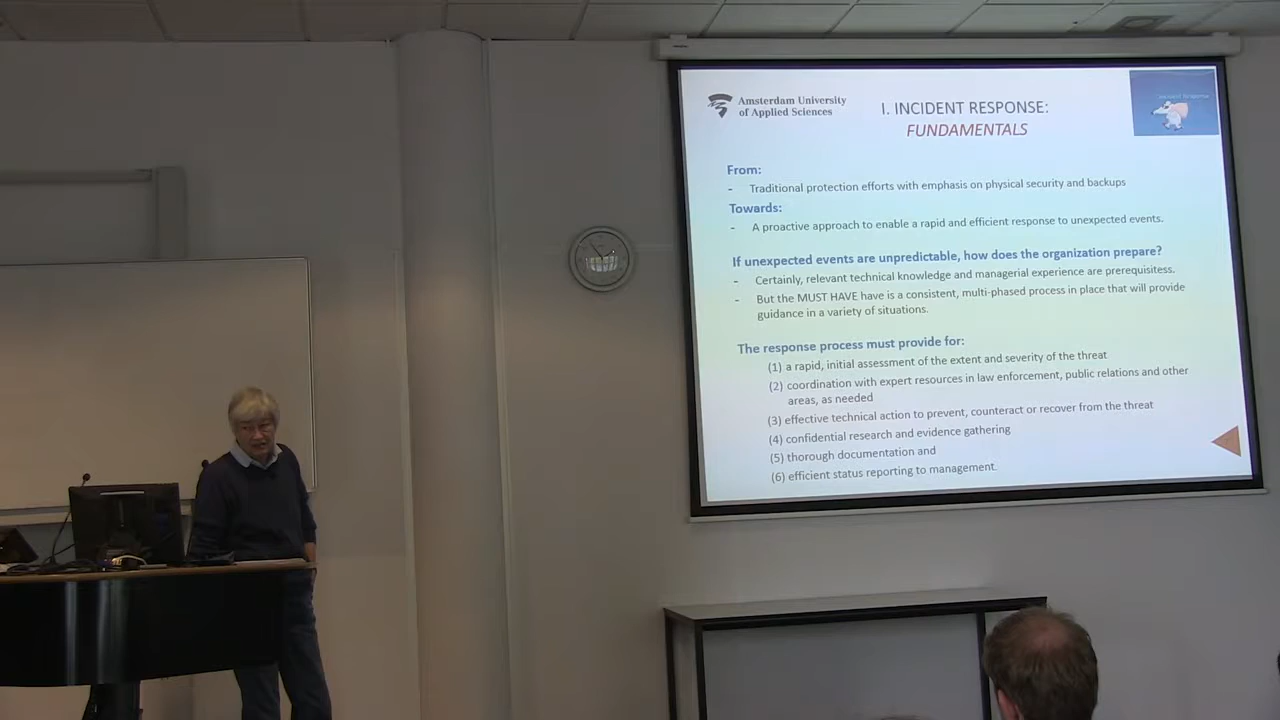 Amsterdam University
of Applied Sciences
I. INCIDENT RESPONSE:
FUNDAMENTALS
From:
- Traditional protection efforts with emphasis on physical security and backups
Towards:
- A proactive approach to enable a rapid and efficient response to unexpected events.
If unexpected events are unpredictable, how does the organization prepare?
- Certainly, relevant technical knowledge and managerial experience are prerequisitess.
- But the MUST HAVE have is a consistent, multi-phased process in place that will provide
guidance in a variety of situations.
The response process must provide for:
(1) a rapid, initial assessment of the extent and severity of the threat
(2) coordination with expert resources in law enforcement, public relations and other
areas, as needed
(3) effective technical action to prevent, counteract or recover from the threat
(4) confidential research and evidence gathering
(5) thorough documentation and
(6) efficient status reporting to management.